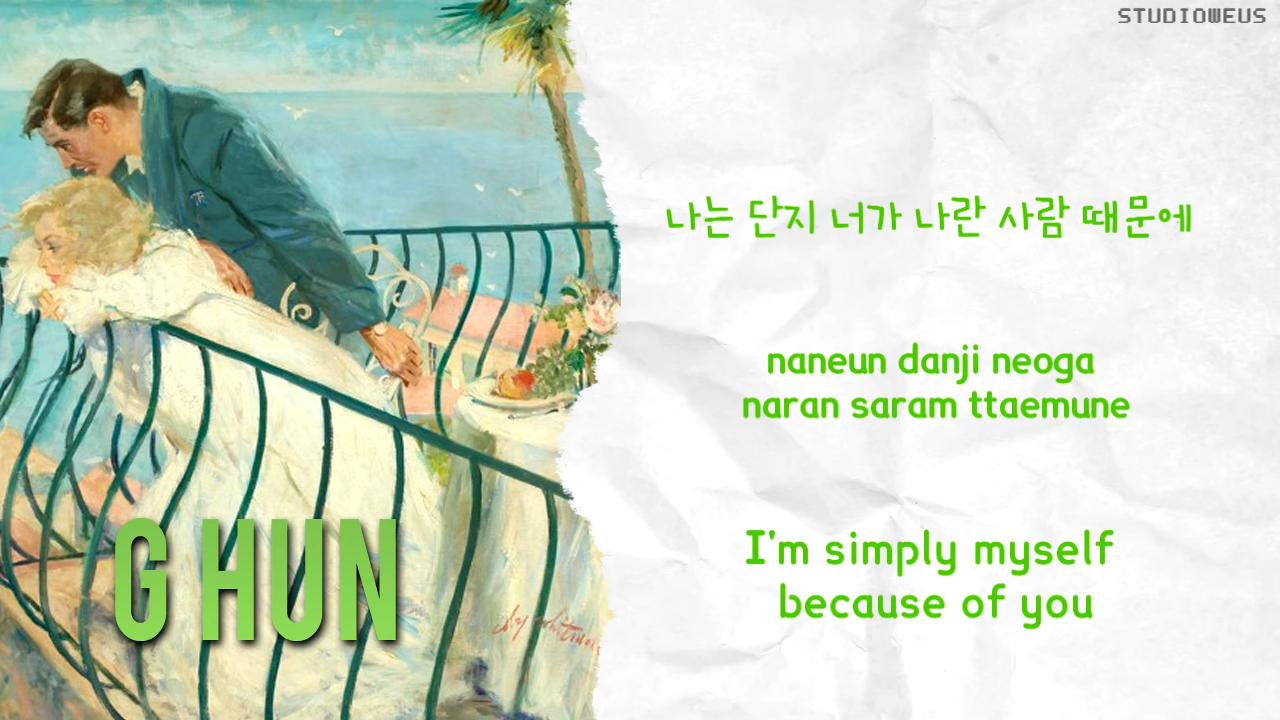 STUDIOWEUS
나는 단지 너가 나란 사람 때문에
naneun danji neoga
naran saram ttaemune
I'm simply myself
because of you
G HUN